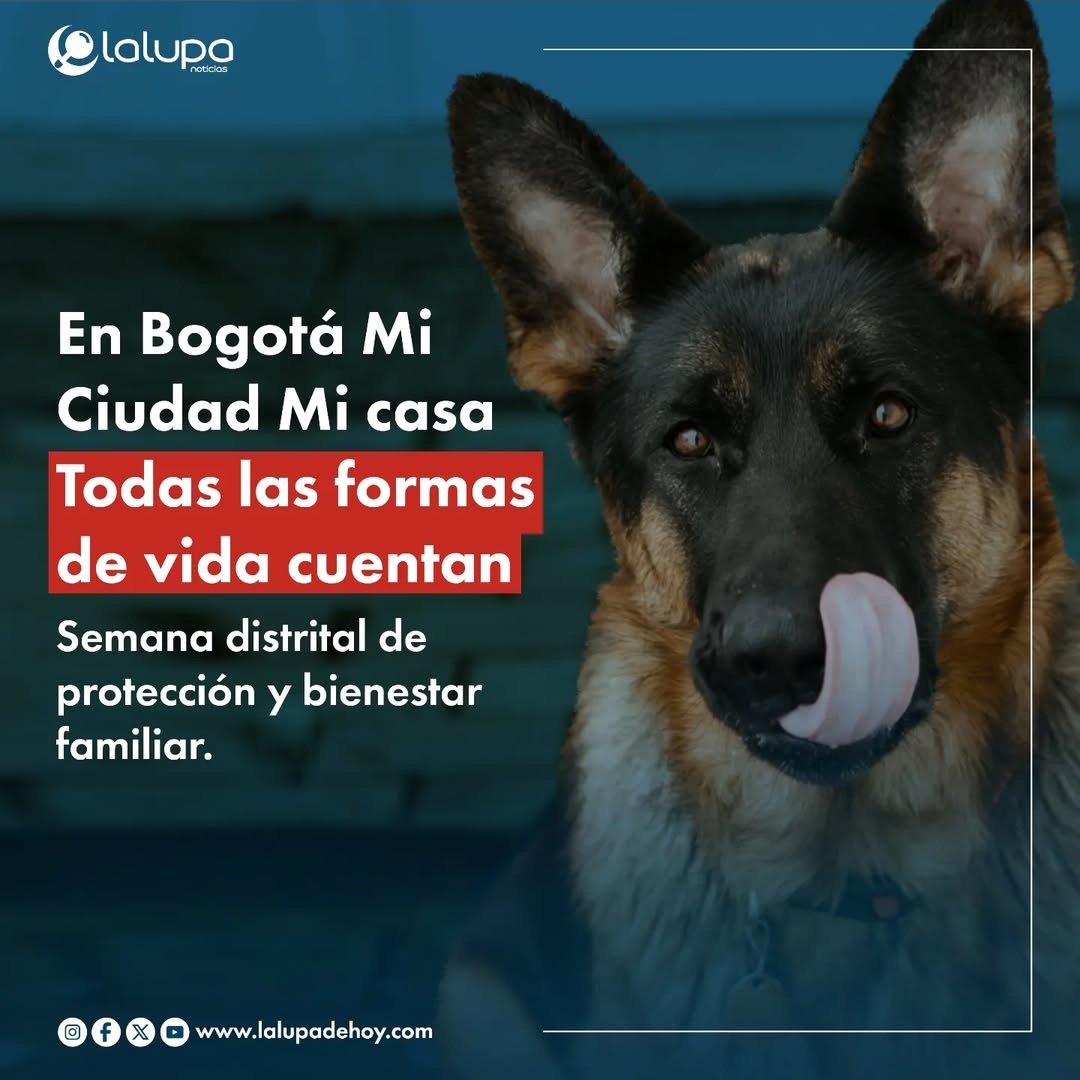 lalupa
noticias
En Bogotá Mi
Ciudad Mi casa
Todas las formas
de vida cuentan
Semana distrital de
protección y bienestar
familiar.
www.lalupadehoy.com